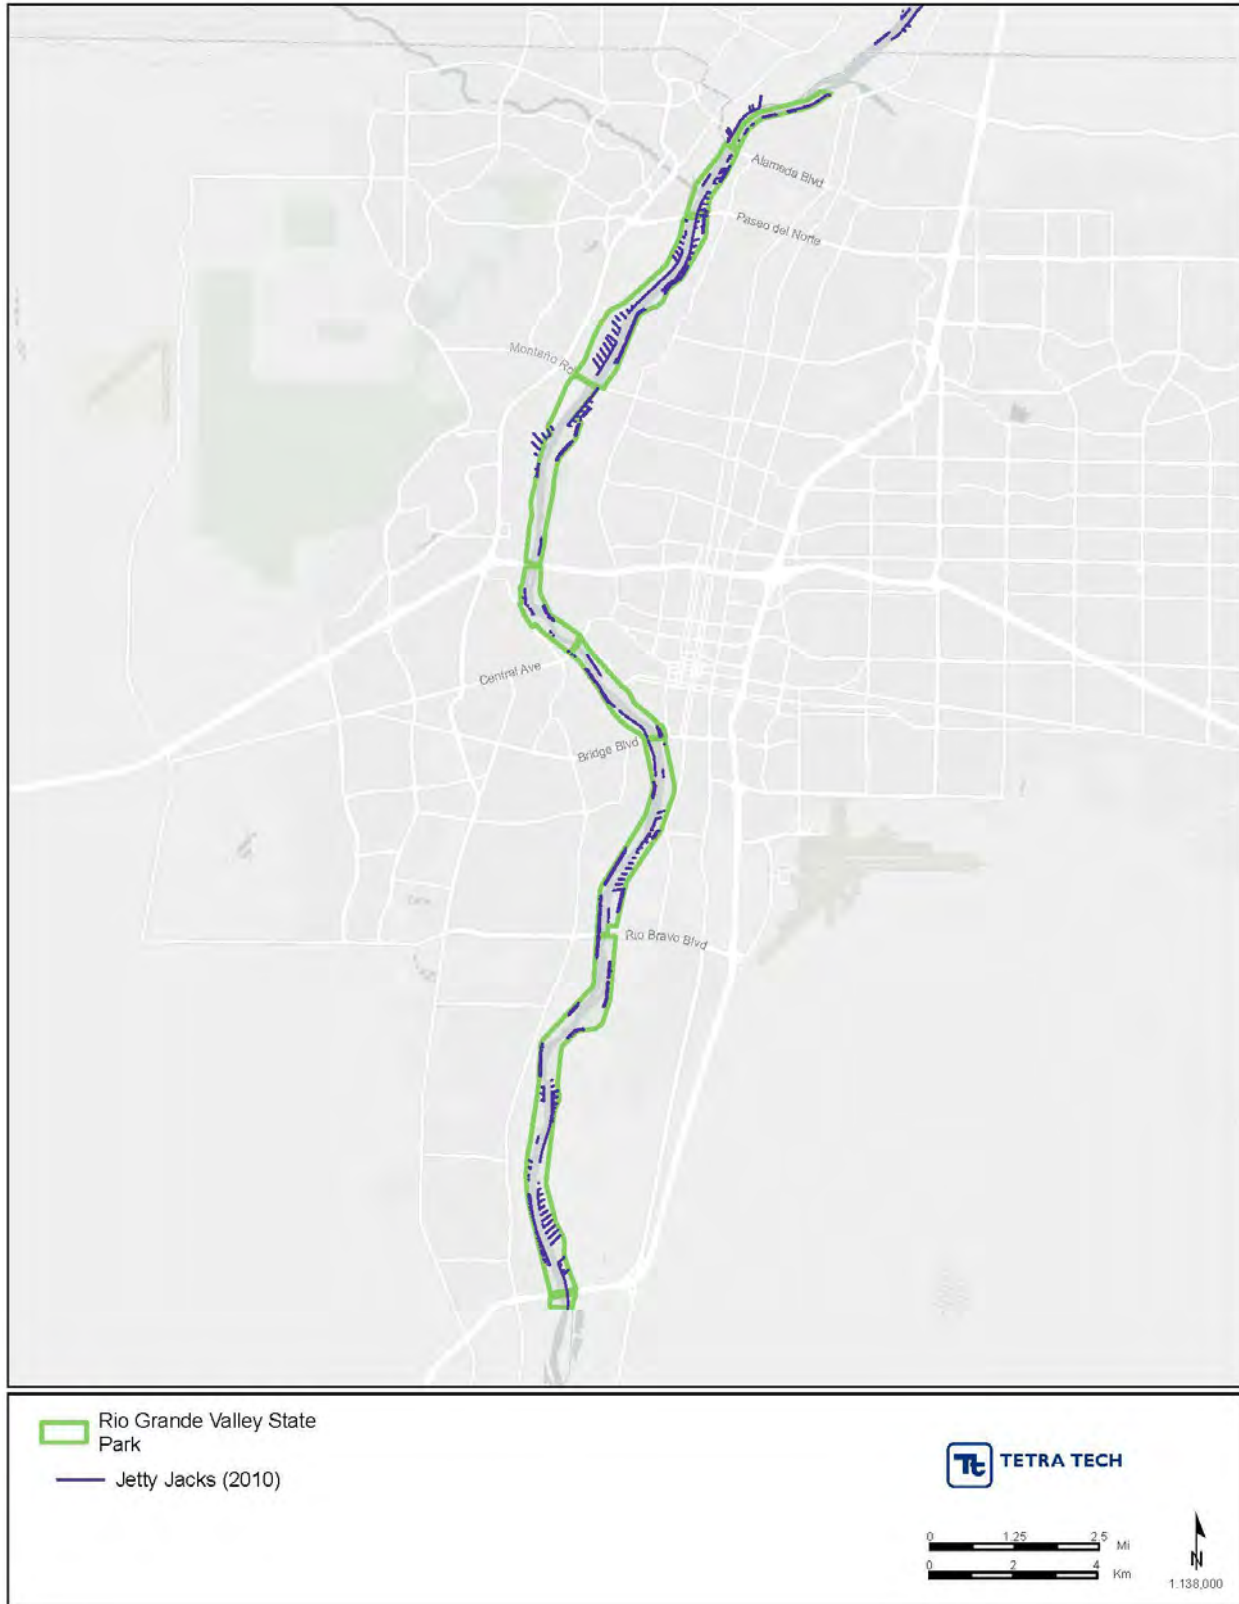 Alameda Blvd
Paseo del Norte
Montaño Rd
Central Ave
Bridge Blvd
Rio Bravo Blvd
Rio Grande Valley State
Park
Jetty Jacks (2010)
Tt TETRA TECH
0 1.25 2.5 Mi
0 2 4 Km
N
1:138,000